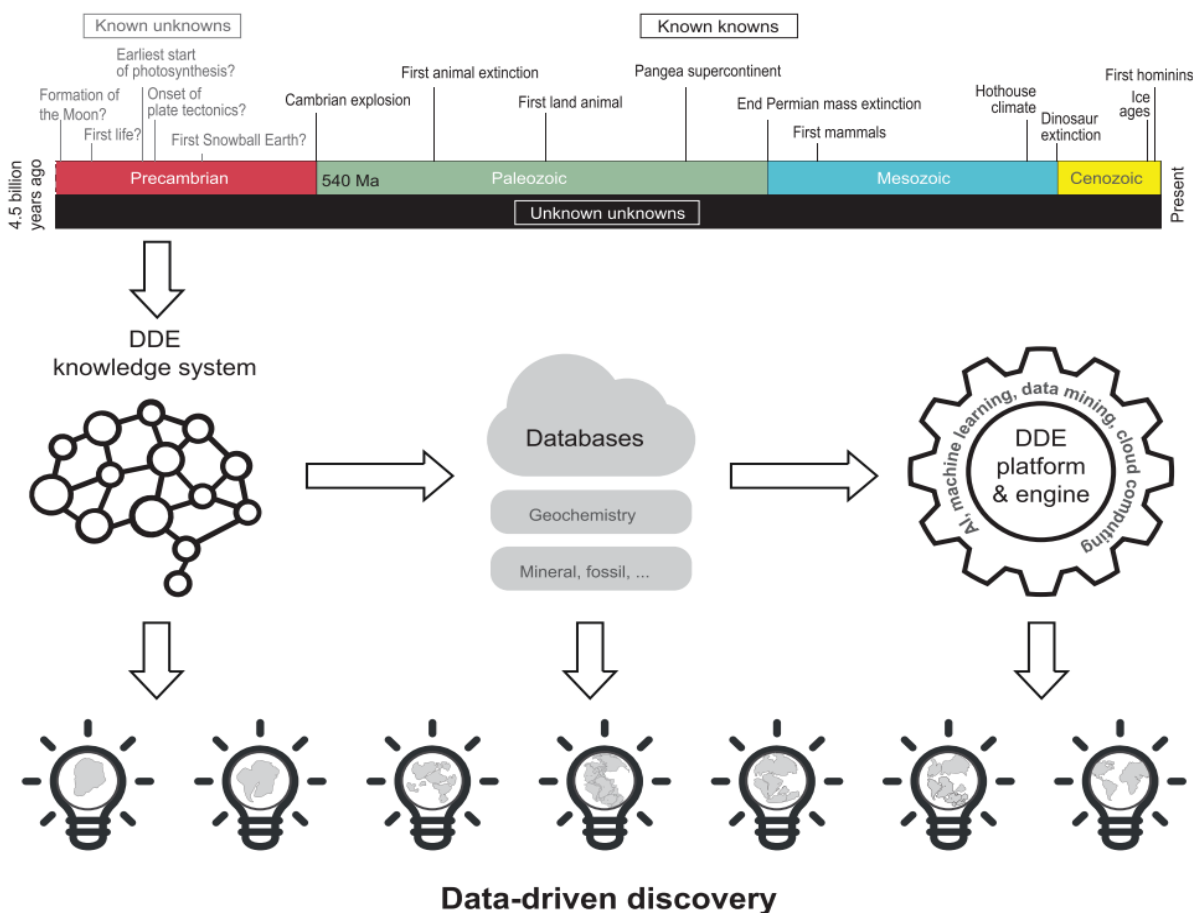 Known unknowns
Known knowns
Earliest start
of photosynthesis?
Formation of
the Moon?
Onset of
plate tectonics?
First life?
First Snowball Earth?
Cambrian explosion
First animal extinction
First land animal
Pangea supercontinent
End Permian mass extinction
First mammals
Hothouse
climate
Dinosaur
extinction
First hominins
Ice
ages
4.5 billion
years ago
Precambrian
540 Ma
Paleozoic
Mesozoic
Cenozoic
Present
Unknown unknowns
DDE
knowledge system
Databases
Geochemistry
Mineral, fossil, ...
AI, machine learning, data mining, cloud computing
DDE
platform
& engine
Data-driven discovery